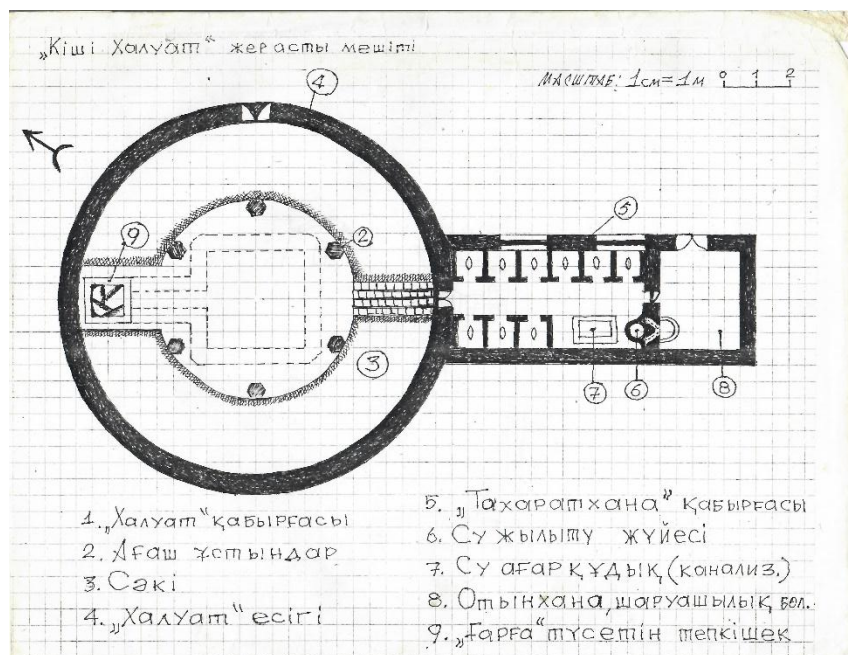 „Кіші Халуат“ жерасты мешіті
МАСШТАБ: 1см=1м 0 1 2
4
5
9
2
3
7
6
8
1. „Халуат“ қабырғасы
2. Ағаш ұстындар
3. Сәкі
4. „Халуат“ есігі
5. „Тахаратхана“ қабырғасы
6. Су жылыту жүйесі
7. Су ағар құдық (канализ.)
8. Отынхана, шаруашылық бөл.
9. „Ғарға“ түсетін тепкішек